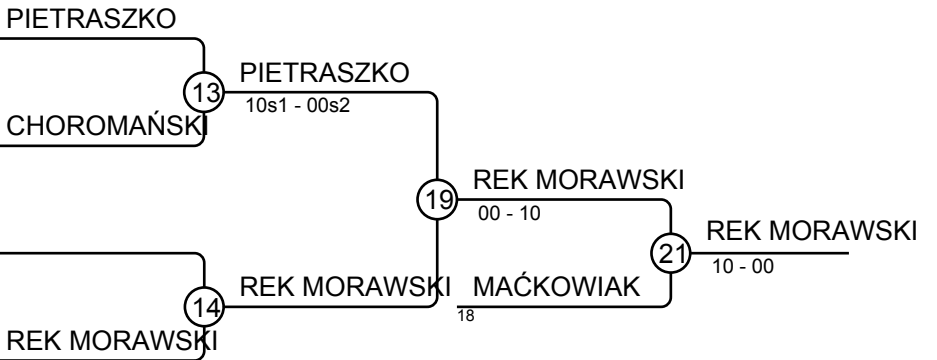 PIETRASZKO
13
PIETRASZKO
10s1 - 00s2
CHOROMAŃSKI
19
REK MORAWSKI
00 - 10
21
REK MORAWSKI
10 - 00
14
REK MORAWSKI
MAĆKOWIAK
18
REK MORAWSKI